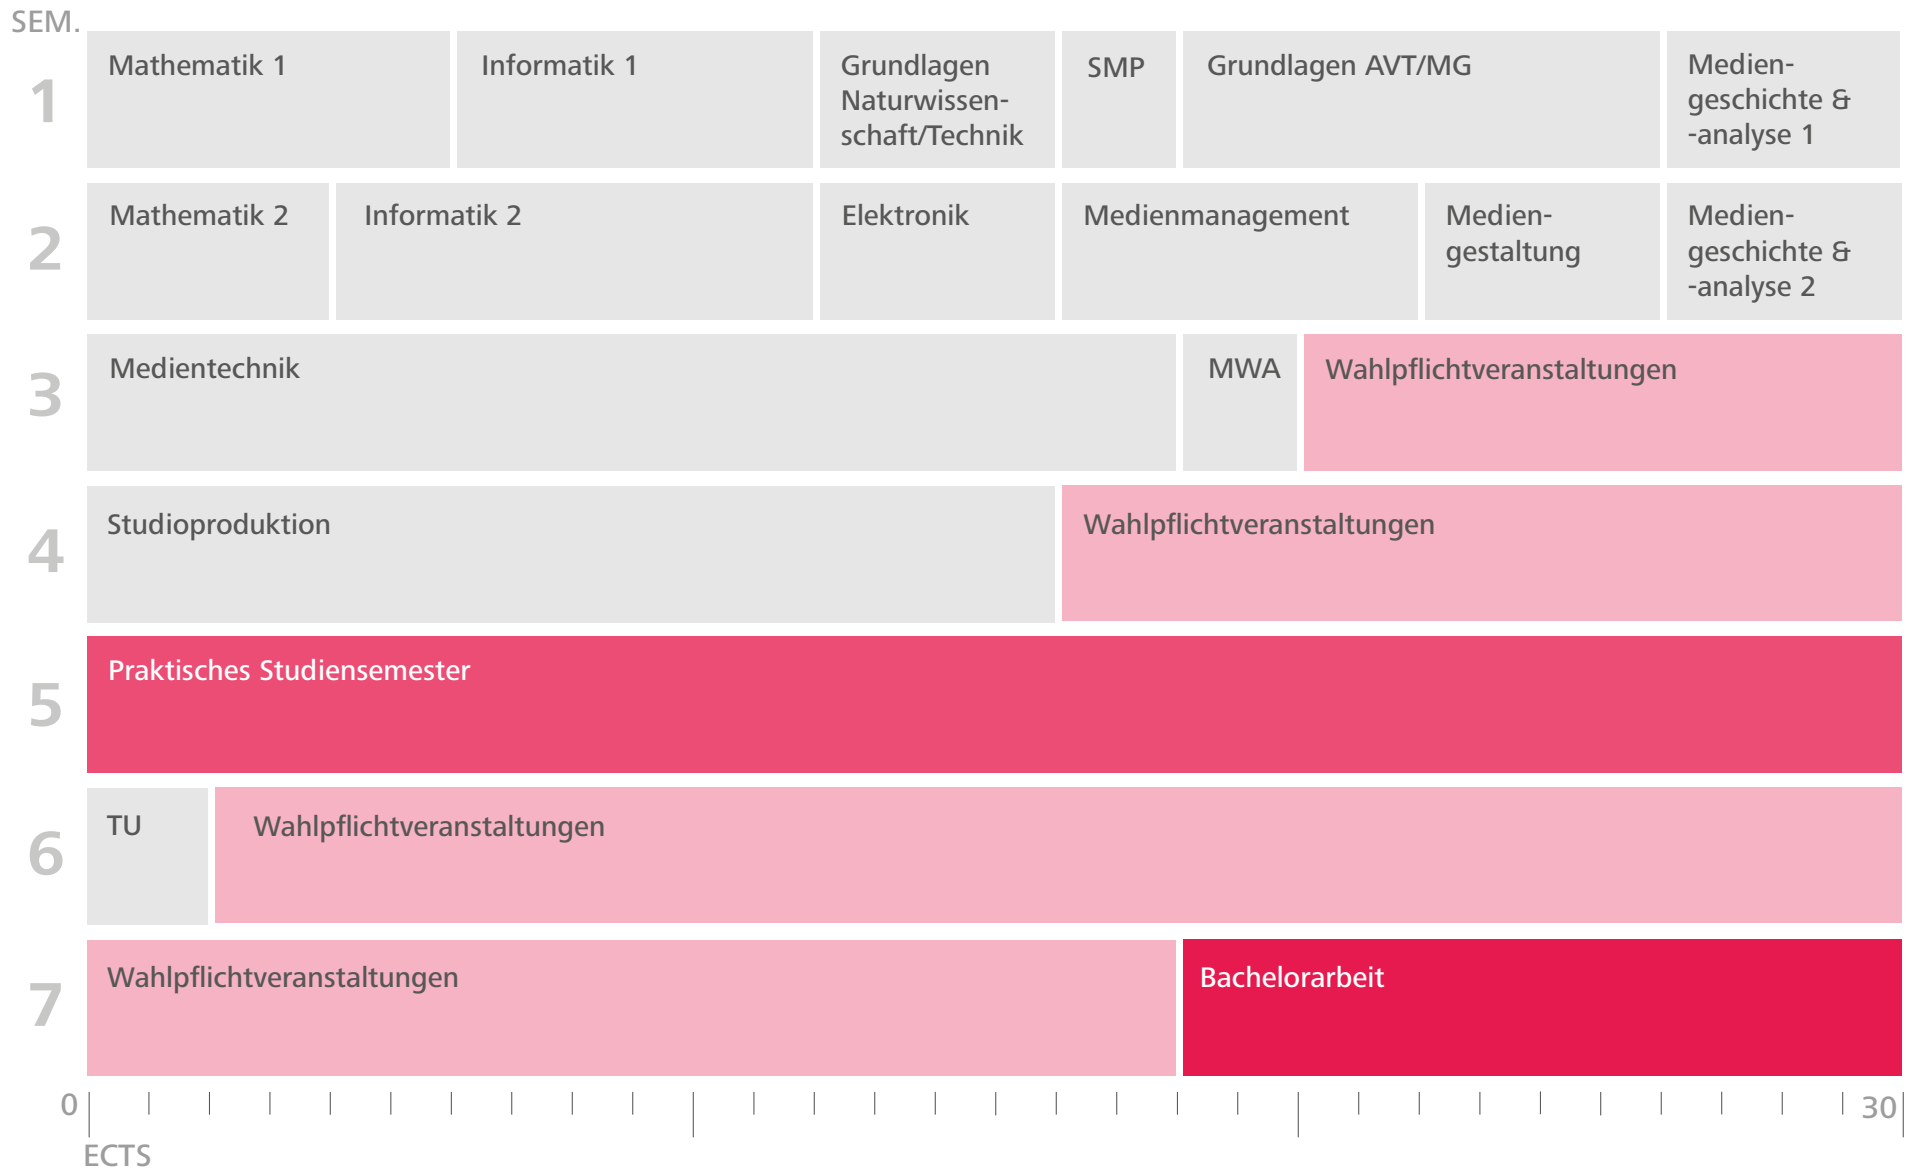 SEM.
1
Mathematik 1
Informatik 1
Grundlagen
Naturwissen-
schaft/Technik
SMP
Grundlagen AVT/MG
Medien-
geschichte &
-analyse 1
2
Mathematik 2
Informatik 2
Elektronik
Medienmanagement
Medien-
gestaltung
Medien-
geschichte &
-analyse 2
3
Medientechnik
MWA
Wahlpflichtveranstaltungen
4
Studioproduktion
Wahlpflichtveranstaltungen
5
Praktisches Studiensemester
6
TU
Wahlpflichtveranstaltungen
7
Wahlpflichtveranstaltungen
Bachelorarbeit
0
30
ECTS